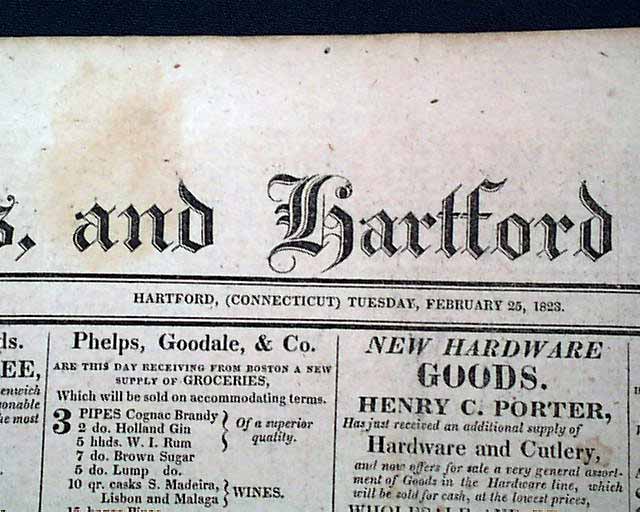 s, and Hartford
HARTFORD, (CONNECTICUT) TUESDAY, FEBRUARY 25, 1823.
ds.
EE,
enwich
onable
he most
Phelps, Goodale, & Co.
ARE THIS DAY RECEIVING FROM BOSTON A NEW
SUPPLY OF GROCERIES,
Which will be sold on accommodating terms.
3 PIPES Cognac Brandy
2 do. Holland Gin
5 hhds. W. I. Rum
Of a superior
quality.
7 do. Brown Sugar
5 do. Lump do.
10 qr. casks S. Madeira,
Lisbon and Malaga
WINES.
NEW HARDWARE
GOODS.
HENRY C. PORTER,
Has just received an additional supply of
Hardware and Cutlery,
and now offers for sale a very general assort-
ment of Goods in the Hardware line, which
will be sold for cash, at the lowest prices,
WHOLESALE AND